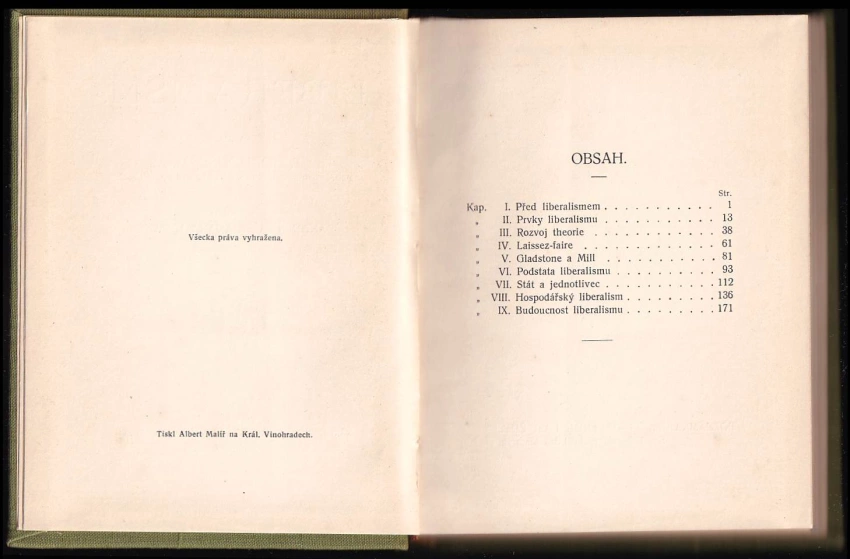 Všecka práva vyhražena.
Tiskl Albert Malíř na Král. Vinohradech.
OBSAH.
Str.
Kap. I. Před liberalismem . . . . . . . . . . . 1
„ II. Prvky liberalismu . . . . . . . . . . . 13
„ III. Rozvoj theorie . . . . . . . . . . . 38
„ IV. Laissez-faire . . . . . . . . . . . . 61
„ V. Gladstone a Mill . . . . . . . . . . 81
„ VI. Podstata liberalismu . . . . . . . . . 93
„ VII. Stát a jednotlivec . . . . . . . . . . . 112
„ VIII. Hospodářský liberalism . . . . . . . . . 136
„ IX. Budoucnost liberalismu . . . . . . . . . 171